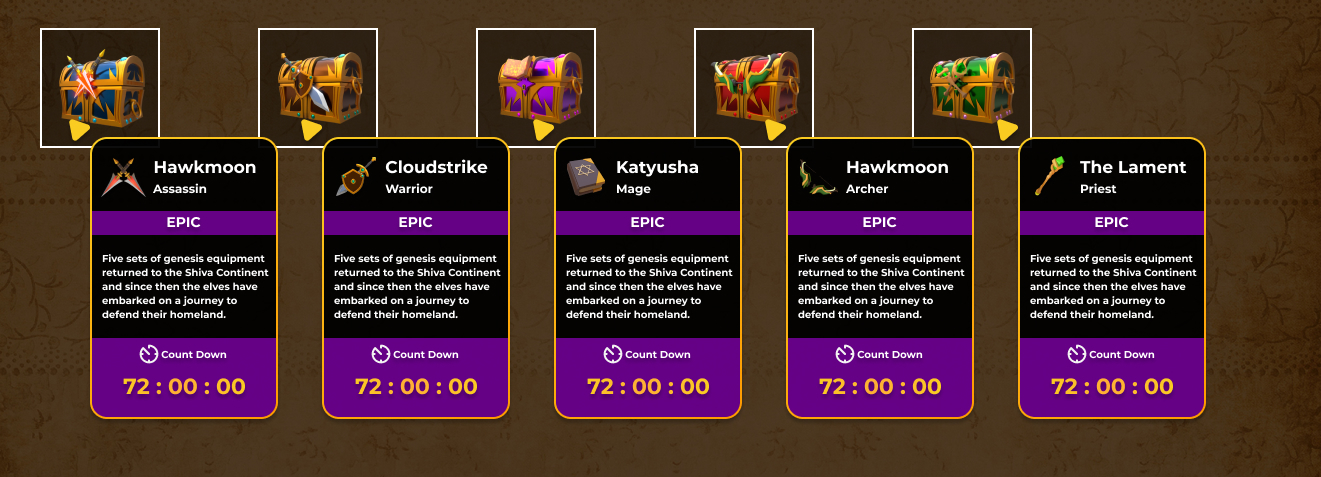 Hawkmoon
Assassin
EPIC
Five sets of genesis equipment
returned to the Shiva Continent
and since then the elves have
embarked on a journey to
defend their homeland.
Count Down
72 : 00 : 00
Cloudstrike
Warrior
EPIC
Five sets of genesis equipment
returned to the Shiva Continent
and since then the elves have
embarked on a journey to
defend their homeland.
Count Down
72 : 00 : 00
Katyusha
Mage
EPIC
Five sets of genesis equipment
returned to the Shiva Continent
and since then the elves have
embarked on a journey to
defend their homeland.
Count Down
72 : 00 : 00
Hawkmoon
Archer
EPIC
Five sets of genesis equipment
returned to the Shiva Continent
and since then the elves have
embarked on a journey to
defend their homeland.
Count Down
72 : 00 : 00
The Lament
Priest
EPIC
Five sets of genesis equipment
returned to the Shiva Continent
and since then the elves have
embarked on a journey to
defend their homeland.
Count Down
72 : 00 : 00